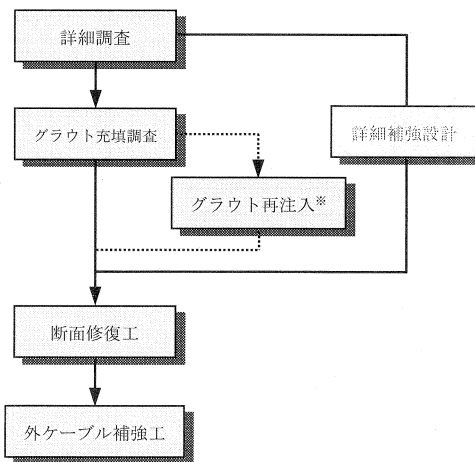 詳細調査
グラウト充填調査
詳細補強設計
グラウト再注入※
断面修復工
外ケーブル補強工